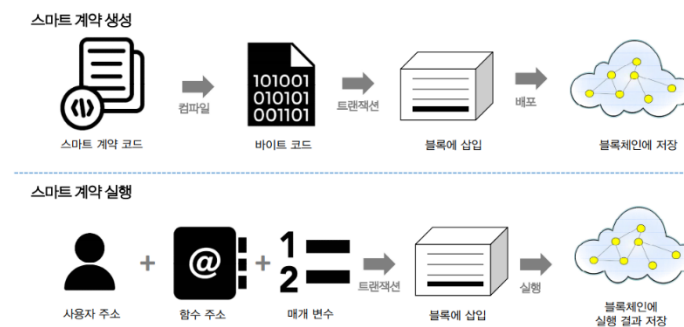 스마트 계약 생성
101001
010101
001101
컴파일
트랜잭션
배포
스마트 계약 코드
바이트 코드
블록에 삽입
블록체인에 저장
스마트 계약 실행
@
1
2
트랜잭션
실행
사용자 주소
함수 주소
매개 변수
블록에 삽입
블록체인에
실행 결과 저장